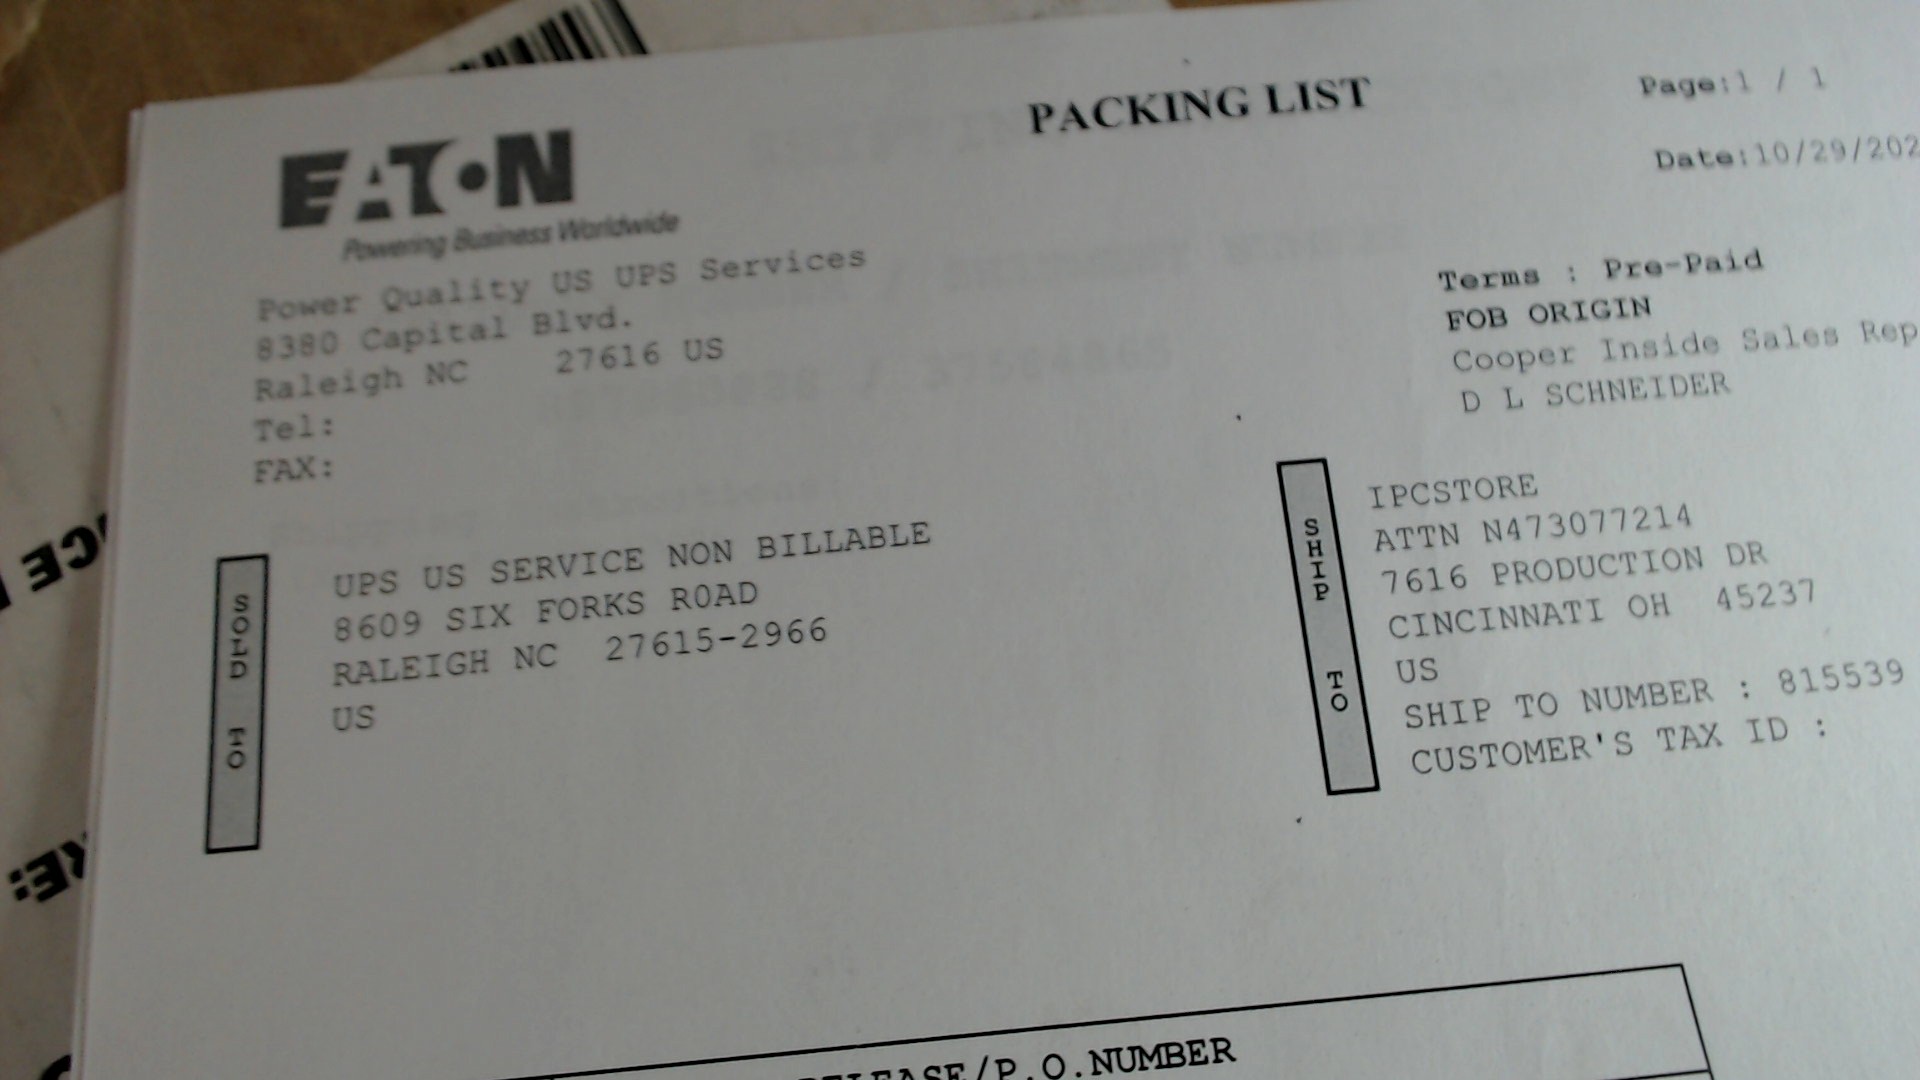 PACKING LIST
Page:1 / 1
Date:10/29/202
EATON
Powering Business Worldwide
Power Quality US UPS Services
8380 Capital Blvd.
Raleigh NC 27616 US
Tel:
FAX:
Terms : Pre-Paid
FOB ORIGIN
Cooper Inside Sales Rep
D L SCHNEIDER
SOLD TO
UPS US SERVICE NON BILLABLE
8609 SIX FORKS ROAD
RALEIGH NC 27615-2966
US
SHIP TO
IPCSTORE
ATTN N473077214
7616 PRODUCTION DR
CINCINNATI OH 45237
US
SHIP TO NUMBER : 815539
CUSTOMER'S TAX ID :
RELEASE/P.O.NUMBER